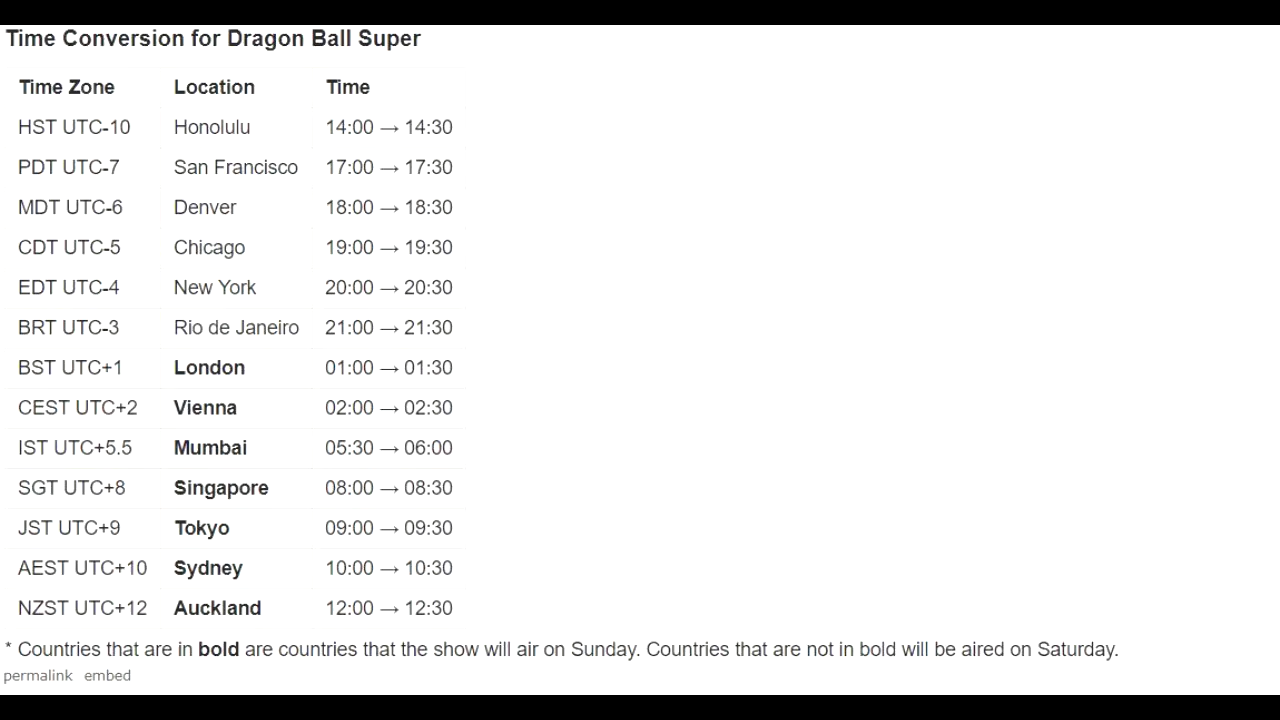 Time Conversion for Dragon Ball Super
Time Zone Location Time
HST UTC-10 Honolulu 14:00 → 14:30
PDT UTC-7 San Francisco 17:00 → 17:30
MDT UTC-6 Denver 18:00 → 18:30
CDT UTC-5 Chicago 19:00 → 19:30
EDT UTC-4 New York 20:00 → 20:30
BRT UTC-3 Rio de Janeiro 21:00 → 21:30
BST UTC+1 London 01:00 → 01:30
CEST UTC+2 Vienna 02:00 → 02:30
IST UTC+5.5 Mumbai 05:30 → 06:00
SGT UTC+8 Singapore 08:00 → 08:30
JST UTC+9 Tokyo 09:00 → 09:30
AEST UTC+10 Sydney 10:00 → 10:30
NZST UTC+12 Auckland 12:00 → 12:30
* Countries that are in bold are countries that the show will air on Sunday. Countries that are not in bold will be aired on Saturday.
permalink embed